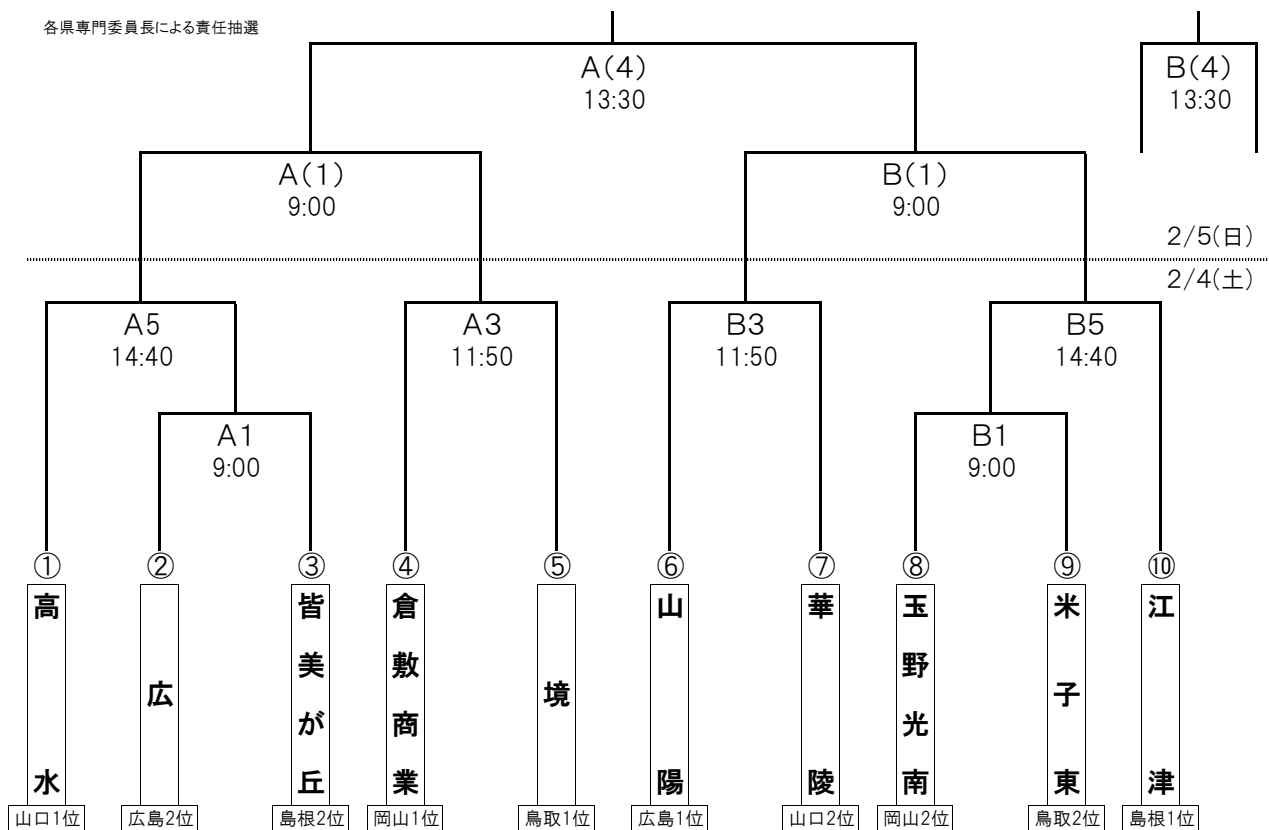 各県専門委員長による責任抽選
A(4)
13:30
B(4)
13:30
A(1)
9:00
B(1)
9:00
2/5(日)
2/4(土)
A5
14:40
A3
11:50
B3
11:50
B5
14:40
A1
9:00
B1
9:00
①
②
③
④
⑤
⑥
⑦
⑧
⑨
⑩
高水
広
皆美が丘
倉敷商業
境
山陽
華陵
玉野光南
米子東
江津
山口1位
広島2位
島根2位
岡山1位
鳥取1位
広島1位
山口2位
岡山2位
鳥取2位
島根1位